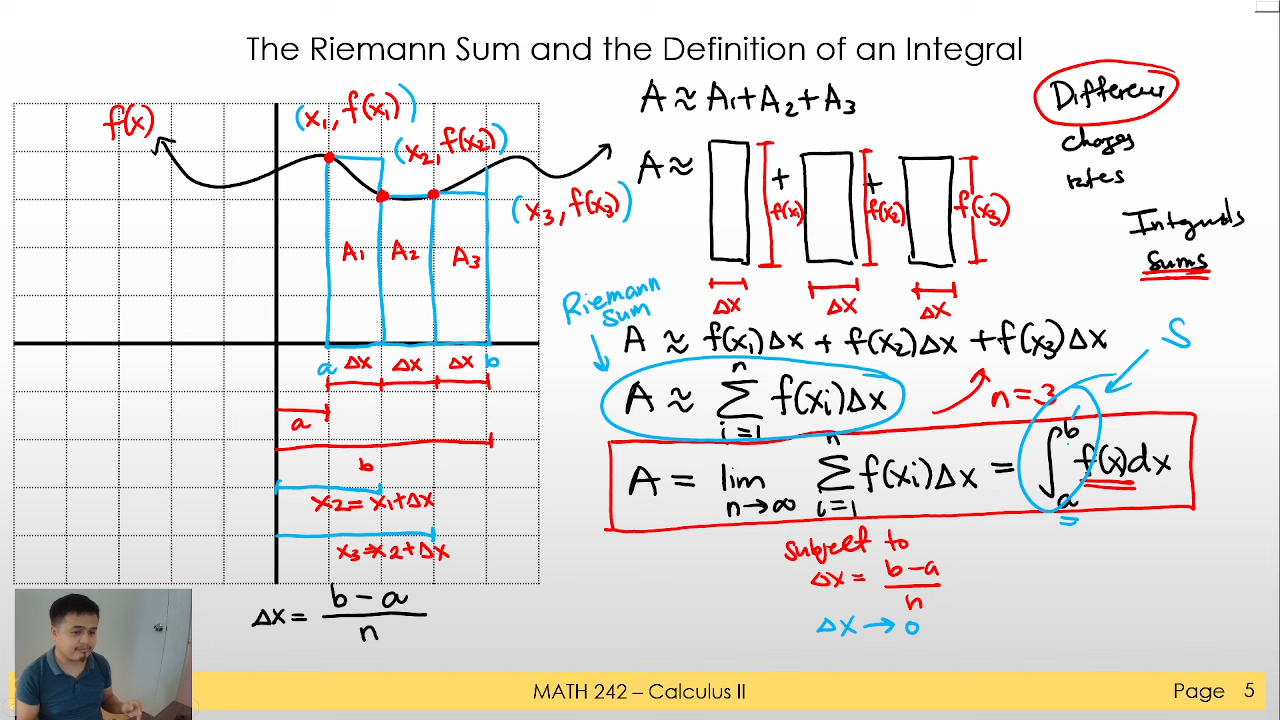 The Riemann Sum and the Definition of an Integral
f(x)
(x₁, f(x₁))
(x₂, f(x₂))
(x₃, f(x₃))
A₁ A₂ A₃
a Δx Δx Δx b
a
b
x₂ = x₁ + Δx
x₃ = x₂ + Δx
Δx = (b - a)/n
A ≈ A₁ + A₂ + A₃
A ≈ + + 
f(x₁) f(x₂) f(x₃)
Δx Δx Δx
Riemann
Sum
A ≈ f(x₁)Δx + f(x₂)Δx + f(x₃)Δx
n = 3
A ≈ ∑_{i=1}^{n} f(xᵢ)Δx
A = lim_{n→∞} ∑_{i=1}^{n} f(xᵢ)Δx = ∫_a^b f(x)dx
subject to
Δx = (b - a)/n
Δx → 0
rates
Integrals
Sums
S
MATH 242 – Calculus II
Page 5